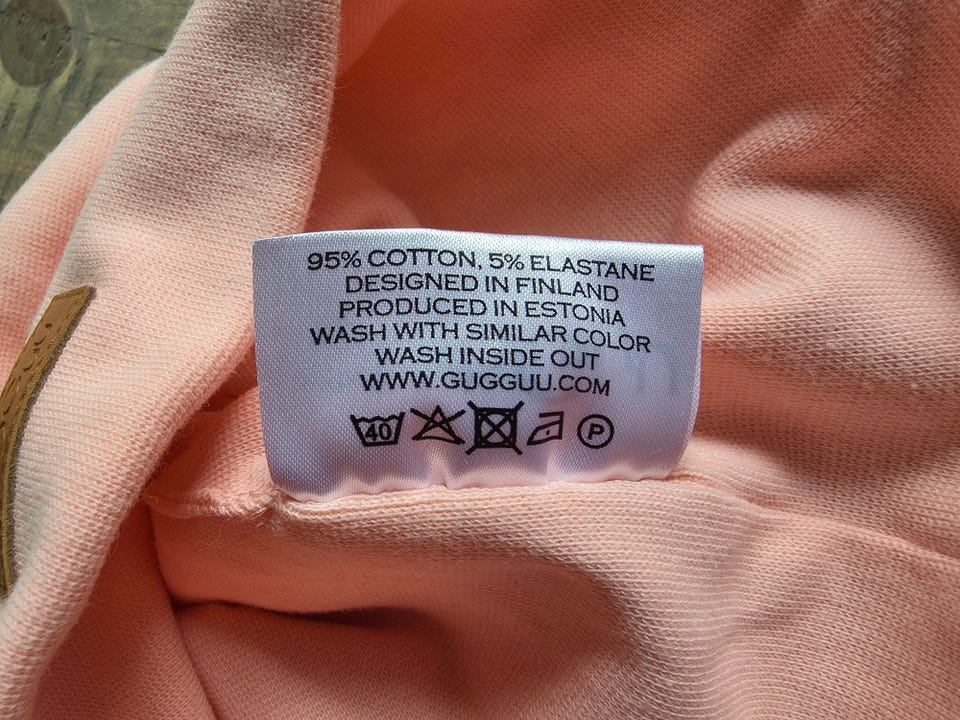 95% COTTON, 5% ELASTANE
DESIGNED IN FINLAND
PRODUCED IN ESTONIA
WASH WITH SIMILAR COLOR
WASH INSIDE OUT
WWW.GUGGUU.COM
40 P